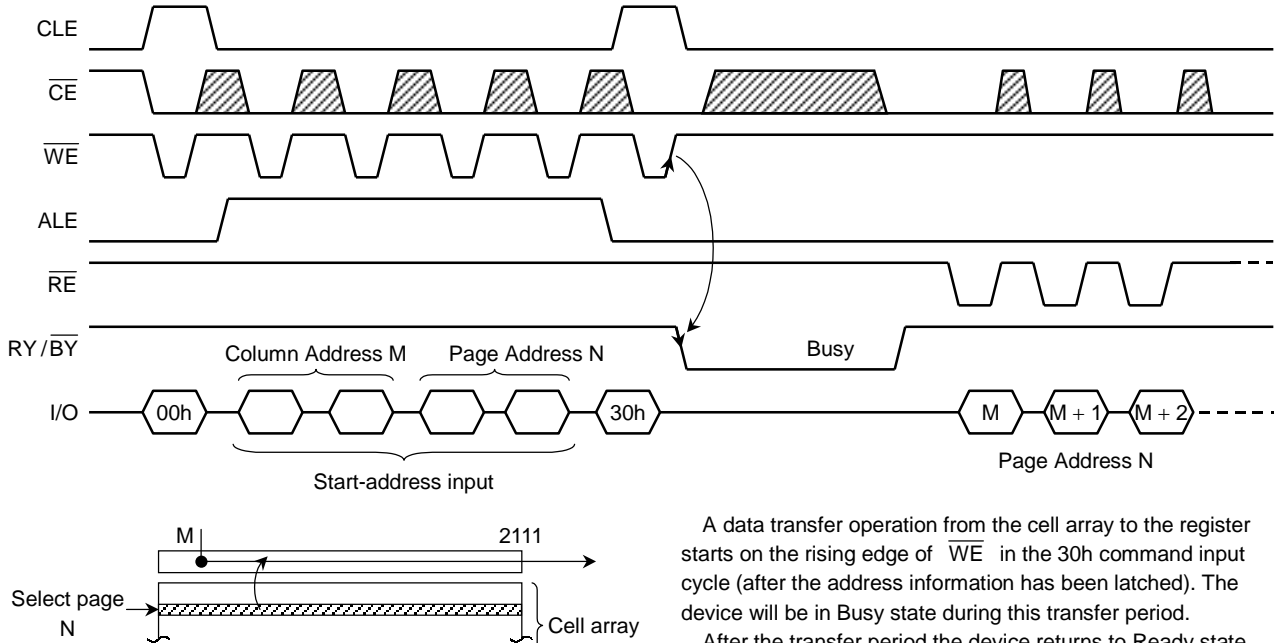 CLE
CE
WE
ALE
RE
RY/BY
Column Address M
Page Address N
Busy
I/O
00h
30h
M
M + 1
M + 2
Start-address input
Page Address N
M
2111
Select page
N
Cell array
A data transfer operation from the cell array to the register
starts on the rising edge of WE in the 30h command input
cycle (after the address information has been latched). The
device will be in Busy state during this transfer period.
After the transfer period the device returns to Ready state